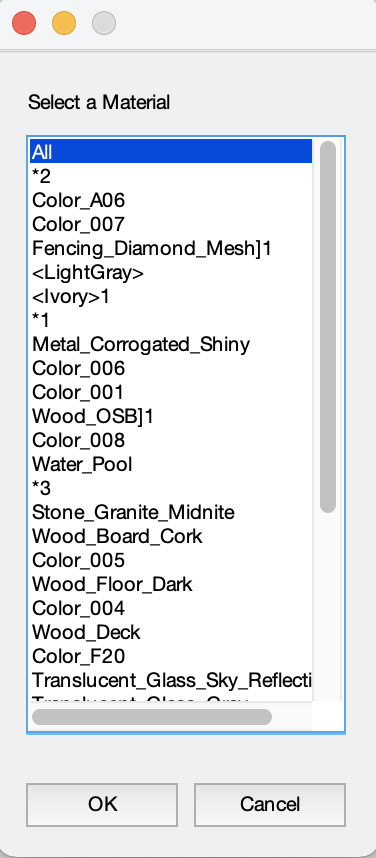 Select a Material
All
*2
Color_A06
Color_007
Fencing_Diamond_Mesh]1
<LightGray>
<Ivory>1
*1
Metal_Corrogated_Shiny
Color_006
Color_001
Wood_OSB]1
Color_008
Water_Pool
*3
Stone_Granite_Midnite
Wood_Board_Cork
Color_005
Wood_Floor_Dark
Color_004
Wood_Deck
Color_F20
Translucent_Glass_Sky_Reflecti
Translucent_Glass_Gray
OK
Cancel